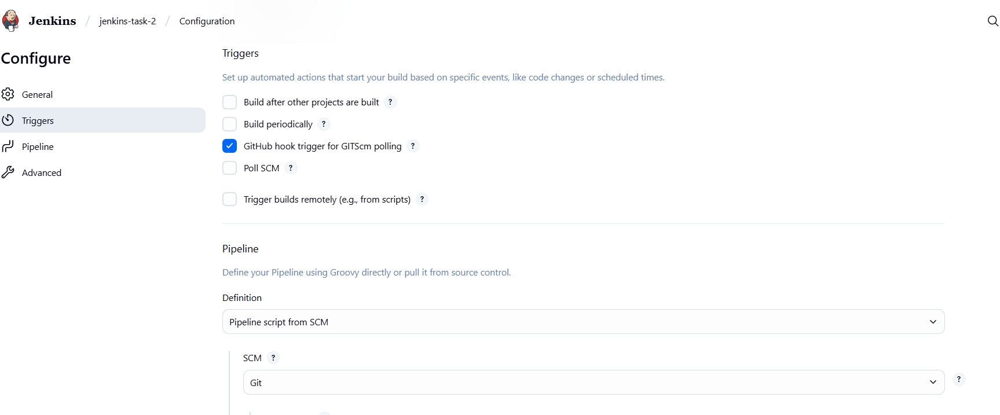 Jenkins / jenkins-task-2 / Configuration
Configure
General
Triggers
Pipeline
Advanced
Triggers
Set up automated actions that start your build based on specific events, like code changes or scheduled times.
Build after other projects are built ?
Build periodically ?
GitHub hook trigger for GITScm polling ?
Poll SCM ?
Trigger builds remotely (e.g., from scripts) ?
Pipeline
Define your Pipeline using Groovy directly or pull it from source control.
Definition
Pipeline script from SCM
SCM ?
Git
?